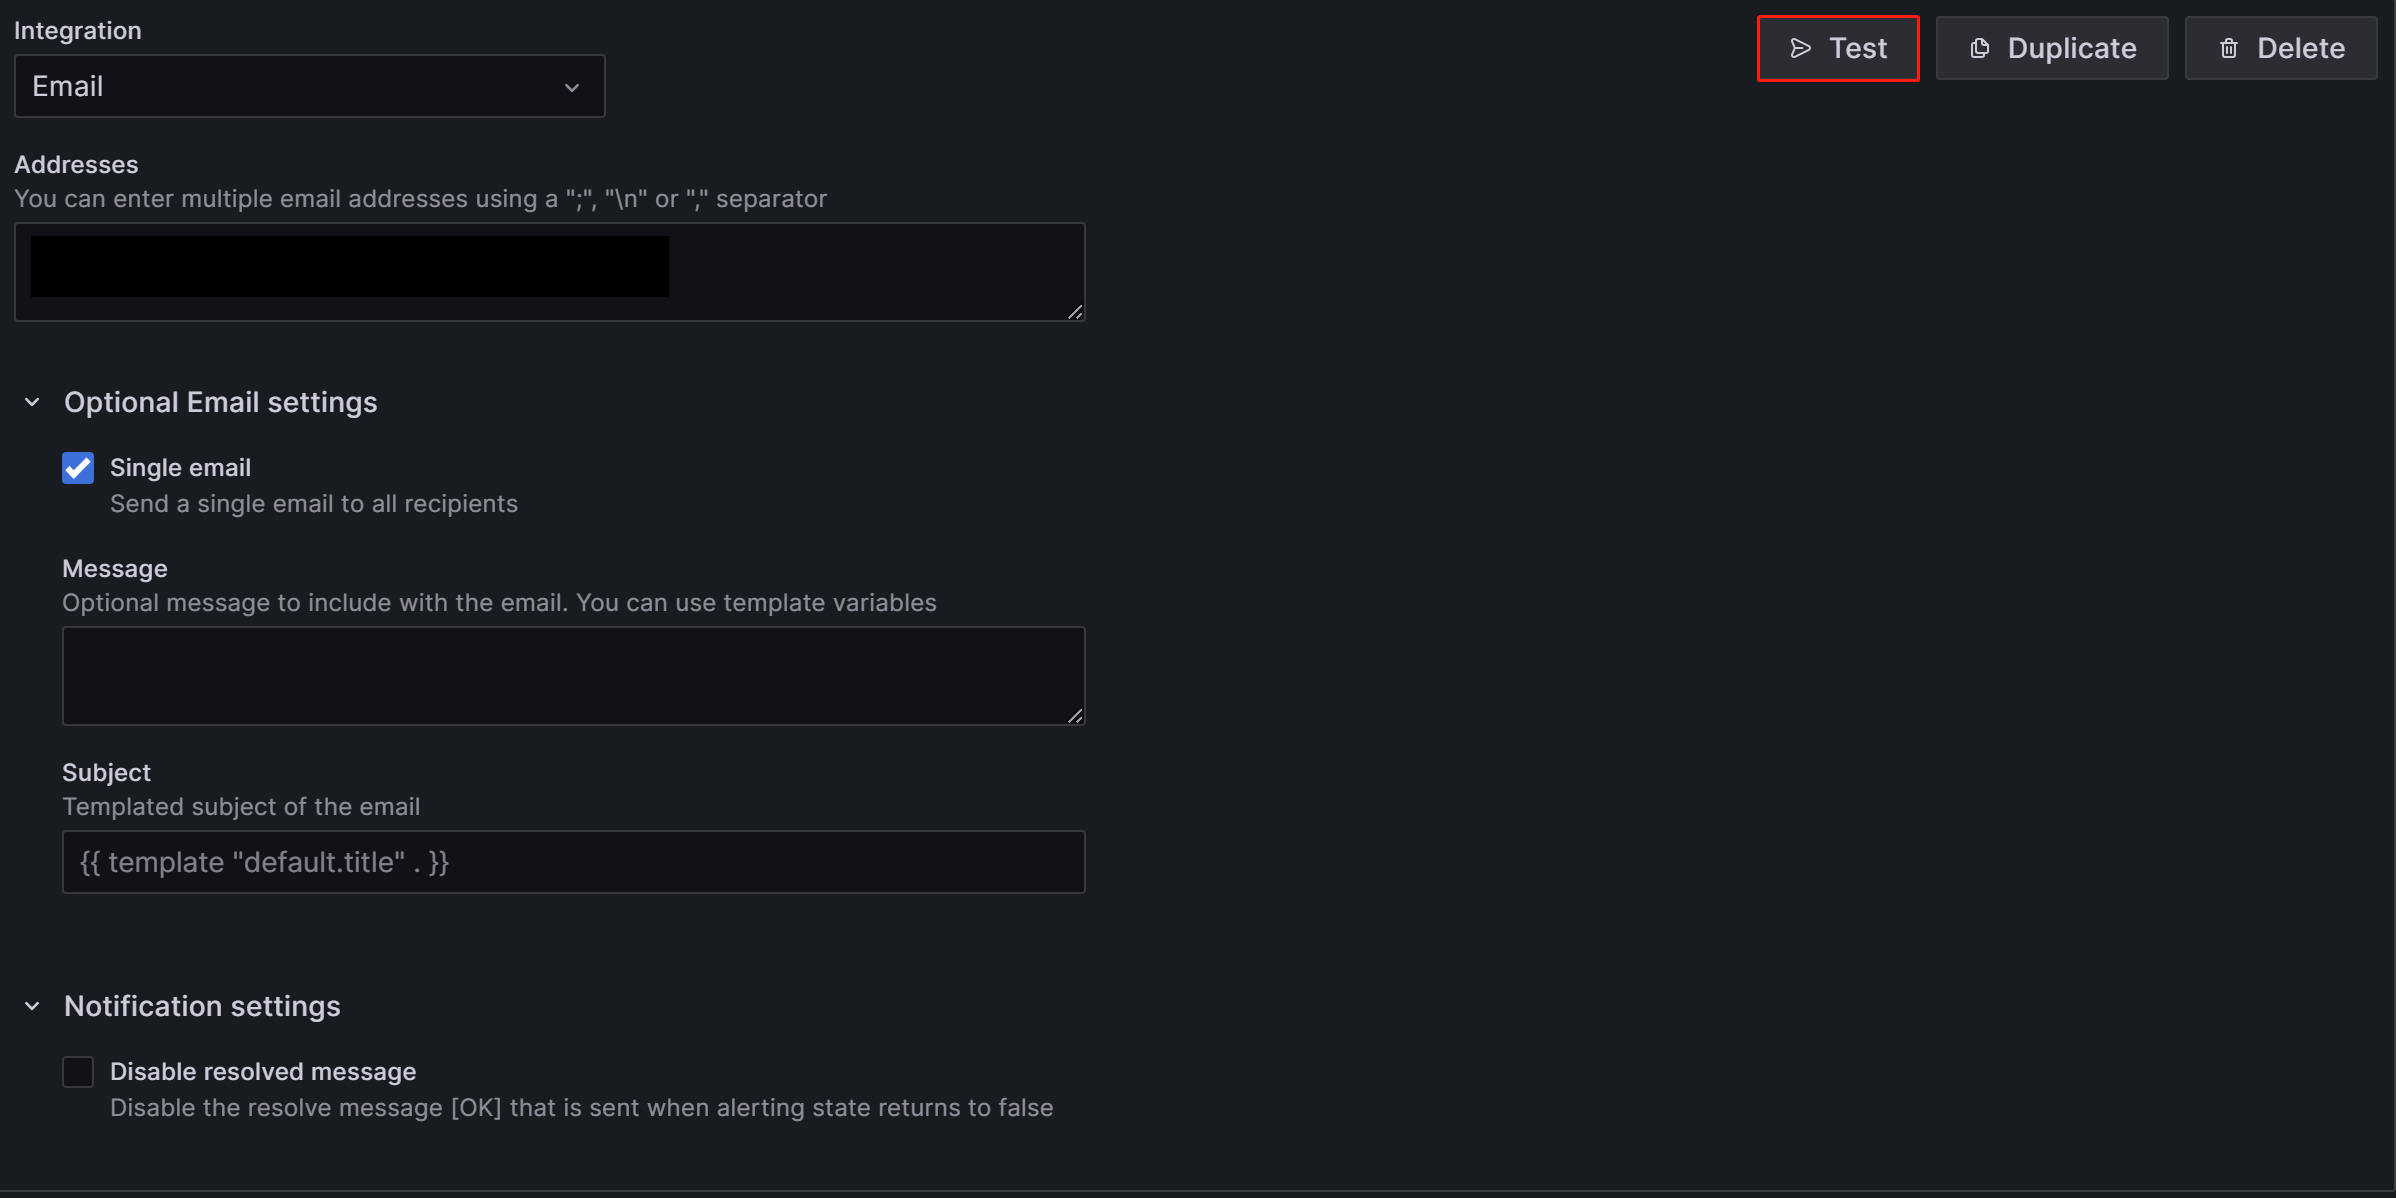 Integration
Test
Duplicate
Delete
Email
Addresses
You can enter multiple email addresses using a ";", "\n" or "," separator
Optional Email settings
Single email
Send a single email to all recipients
Message
Optional message to include with the email. You can use template variables
Subject
Templated subject of the email
{{ template "default.title" . }}
Notification settings
Disable resolved message
Disable the resolve message [OK] that is sent when alerting state returns to false